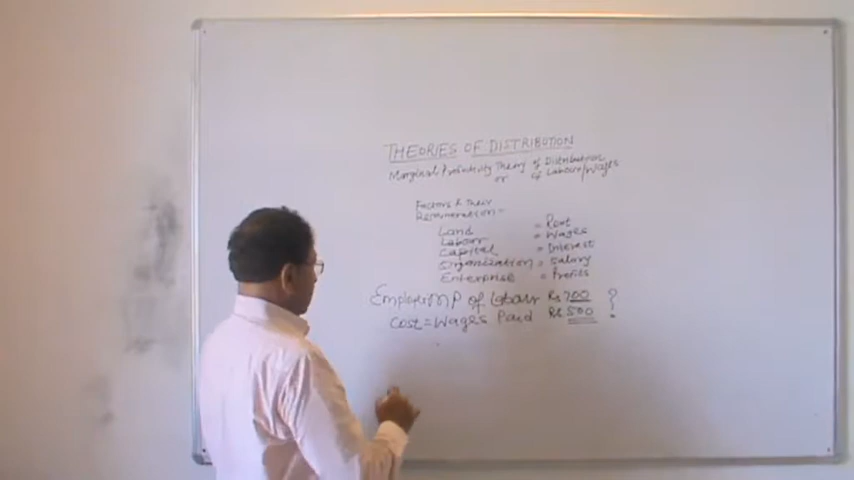 THEORIES OF DISTRIBUTION
Marginal Productivity Theory of Distribution
or of Labour/Wages
Factors & their
Remuneration-
Land = Rent
Labour = Wages
Capital = Interest
Organization = Salary
Enterprise = Profits
MP of Labour Rs 700 ?
Cost = Wages Paid Rs 500 !